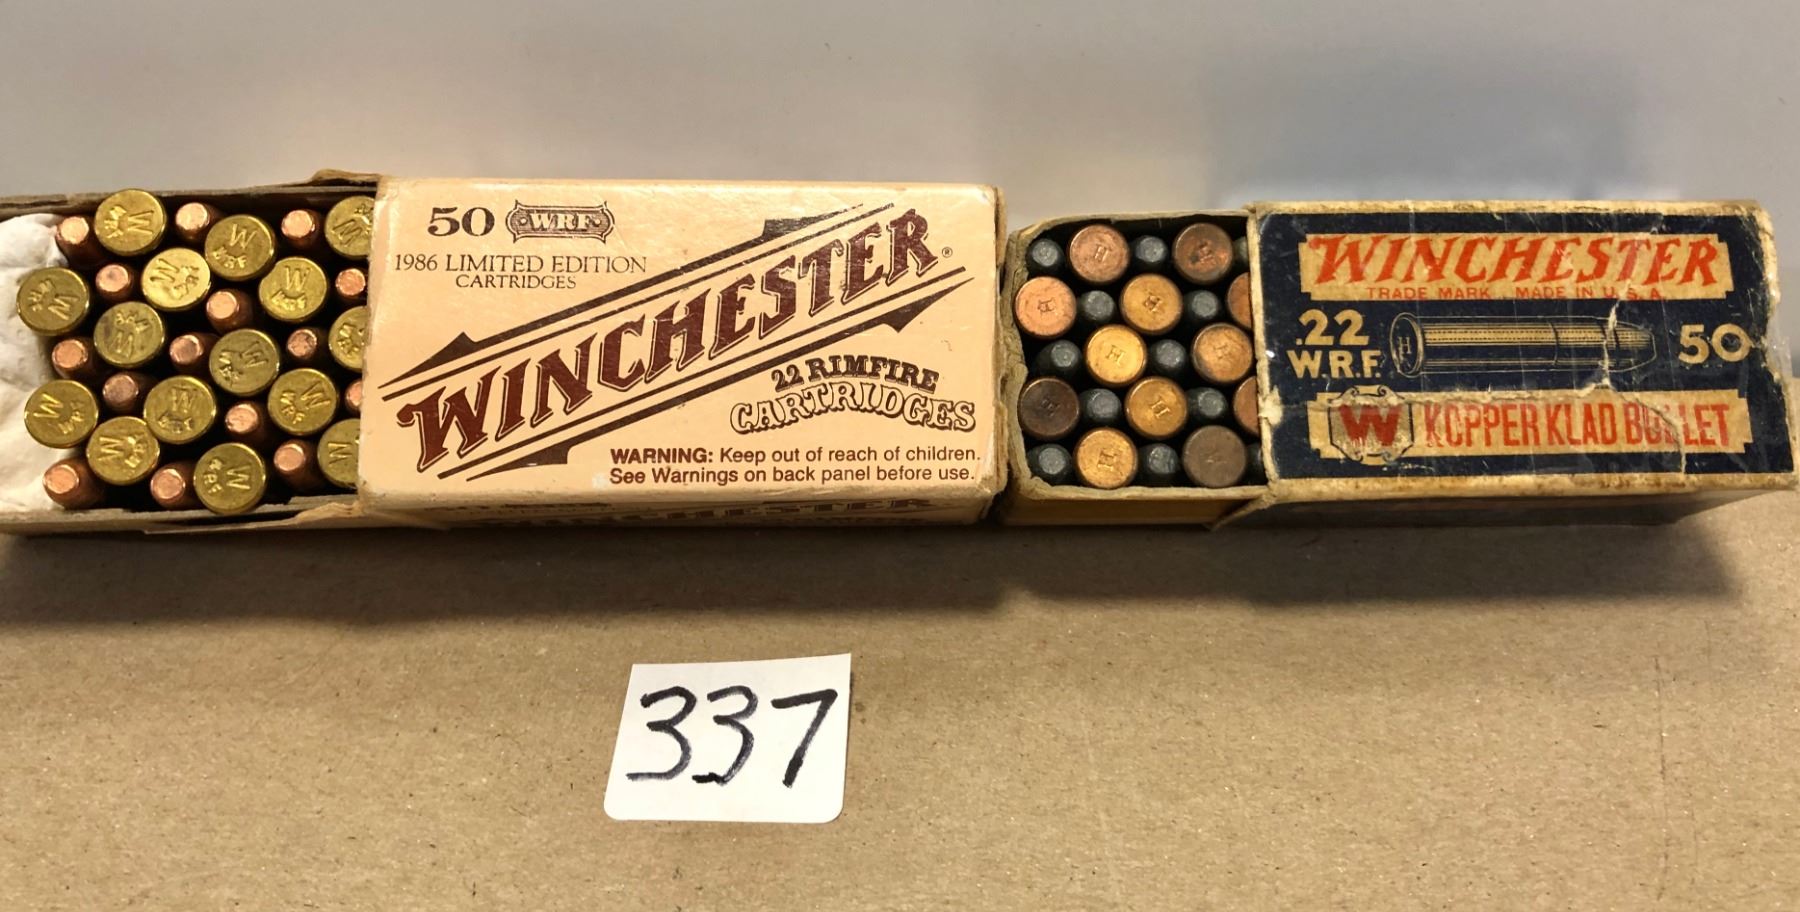 50 WRF
1986 LIMITED EDITION
CARTRIDGES
WINCHESTER®
22 RIMFIRE
CARTRIDGES
WARNING: Keep out of reach of children.
See Warnings on back panel before use.
WINCHESTER
TRADE MARK MADE IN U.S.A.
.22
W.R.F.
H
50
W KOPPER KLAD BULLET
337